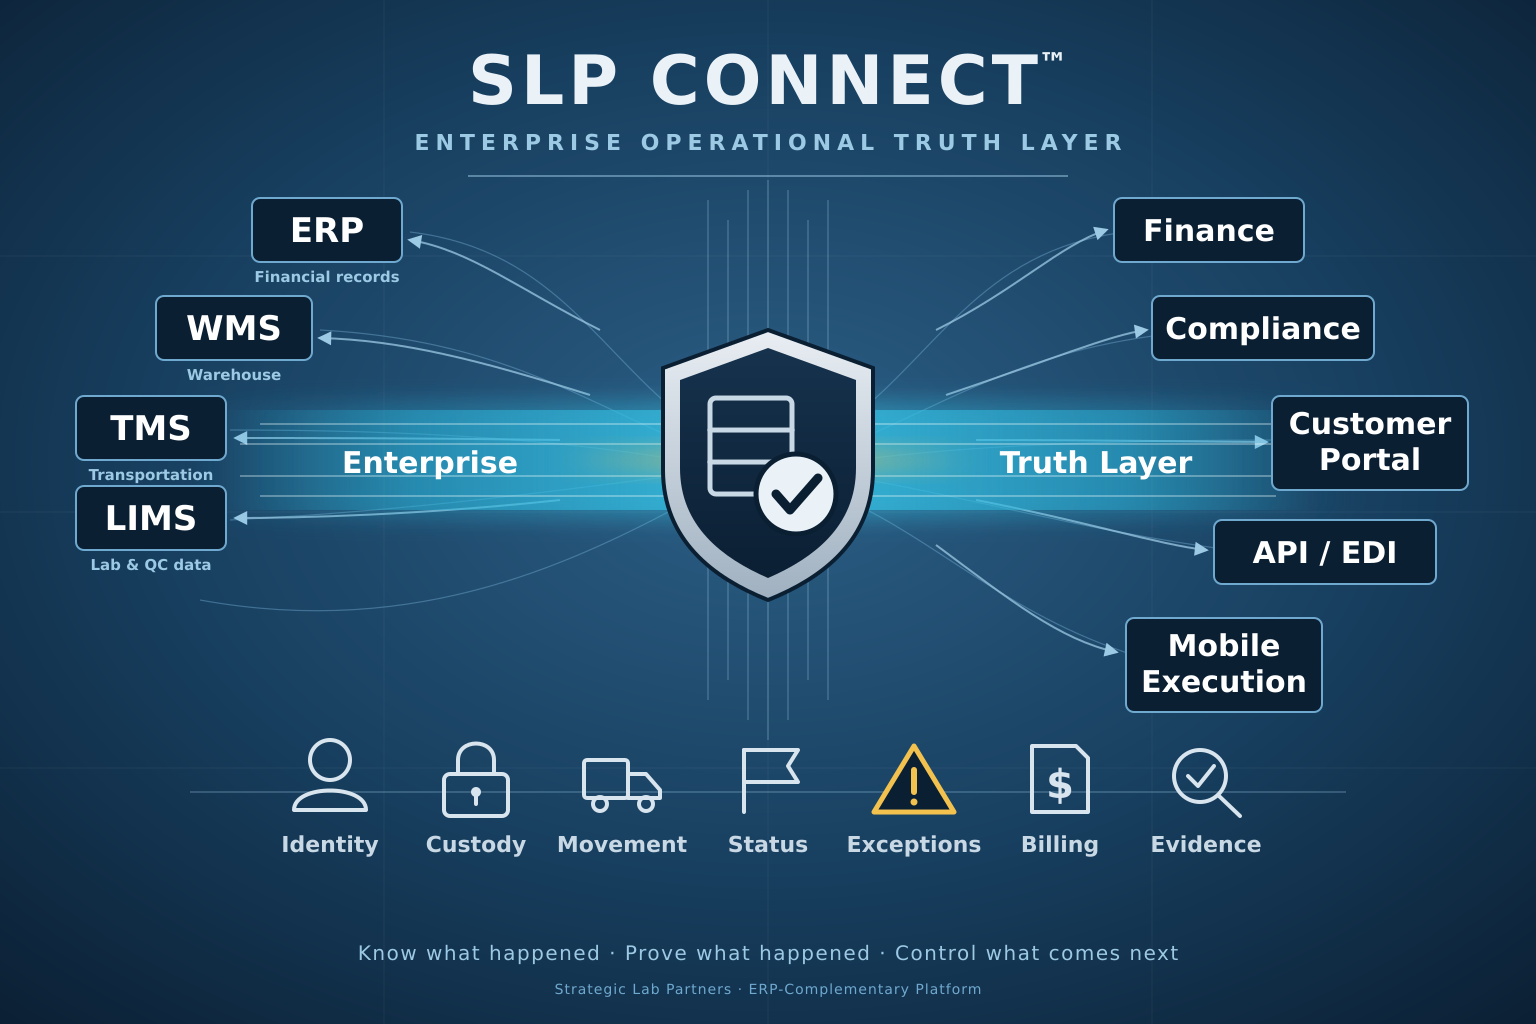 SLP CONNECT™
ENTERPRISE OPERATIONAL TRUTH LAYER
ERP
Financial records
WMS
Warehouse
TMS
Transportation
LIMS
Lab & QC data
Enterprise
Truth Layer
Finance
Compliance
Customer
Portal
API / EDI
Mobile
Execution
$
Identity
Custody
Movement
Status
Exceptions
Billing
Evidence
Know what happened · Prove what happened · Control what comes next
Strategic Lab Partners · ERP-Complementary Platform